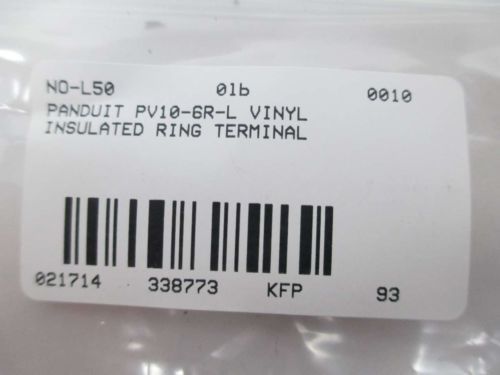 NO-L50 01b 0010
PANDUIT PV10-6R-L VINYL
INSULATED RING TERMINAL
021714 338773 KFP 93